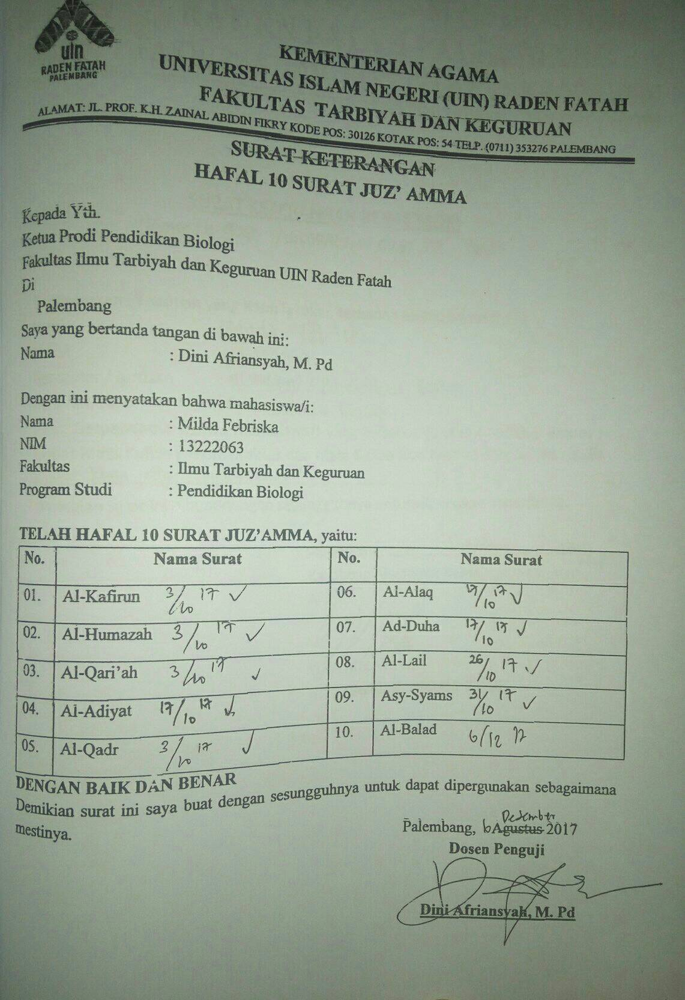 uin
RADEN FATAH
PALEMBANG
KEMENTERIAN AGAMA
UNIVERSITAS ISLAM NEGERI (UIN) RADEN FATAH
FAKULTAS TARBIYAH DAN KEGURUAN
ALAMAT: JL. PROF. K.H. ZAINAL ABIDIN FIKRY KODE POS: 30126 KOTAK POS: 54 TELP. (0711) 353276 PALEMBANG
SURAT KETERANGAN
HAFAL 10 SURAT JUZ' AMMA
Kepada Yth.
Ketua Prodi Pendidikan Biologi
Fakultas Ilmu Tarbiyah dan Keguruan UIN Raden Fatah
Di
Palembang
Saya yang bertanda tangan di bawah ini:
Nama : Dini Afriansyah, M. Pd
Dengan ini menyatakan bahwa mahasiswa/i:
Nama : Milda Febriska
NIM : 13222063
Fakultas : Ilmu Tarbiyah dan Keguruan
Program Studi : Pendidikan Biologi
TELAH HAFAL 10 SURAT JUZ'AMMA, yaitu:
No. Nama Surat No. Nama Surat
01. Al-Kafirun 3/10 17 ✓ 06. Al-Alaq 17/10 17 ✓
02. Al-Humazah 3/10 17 ✓ 07. Ad-Duha 17/10 17 ✓
03. Al-Qari'ah 3/10 17 ✓ 08. Al-Lail 26/10 17 ✓
04. Al-Adiyat 17/10 17 ✓ 09. Asy-Syams 31/10 17 ✓
05. Al-Qadr 3/10 17 ✓ 10. Al-Balad 6/12 17
DENGAN BAIK DAN BENAR
Demikian surat ini saya buat dengan sesungguhnya untuk dapat dipergunakan sebagaimana
mestinya.
Desember
Palembang, 6 Agustus 2017
Dosen Penguji
Dini Afriansyah, M. Pd